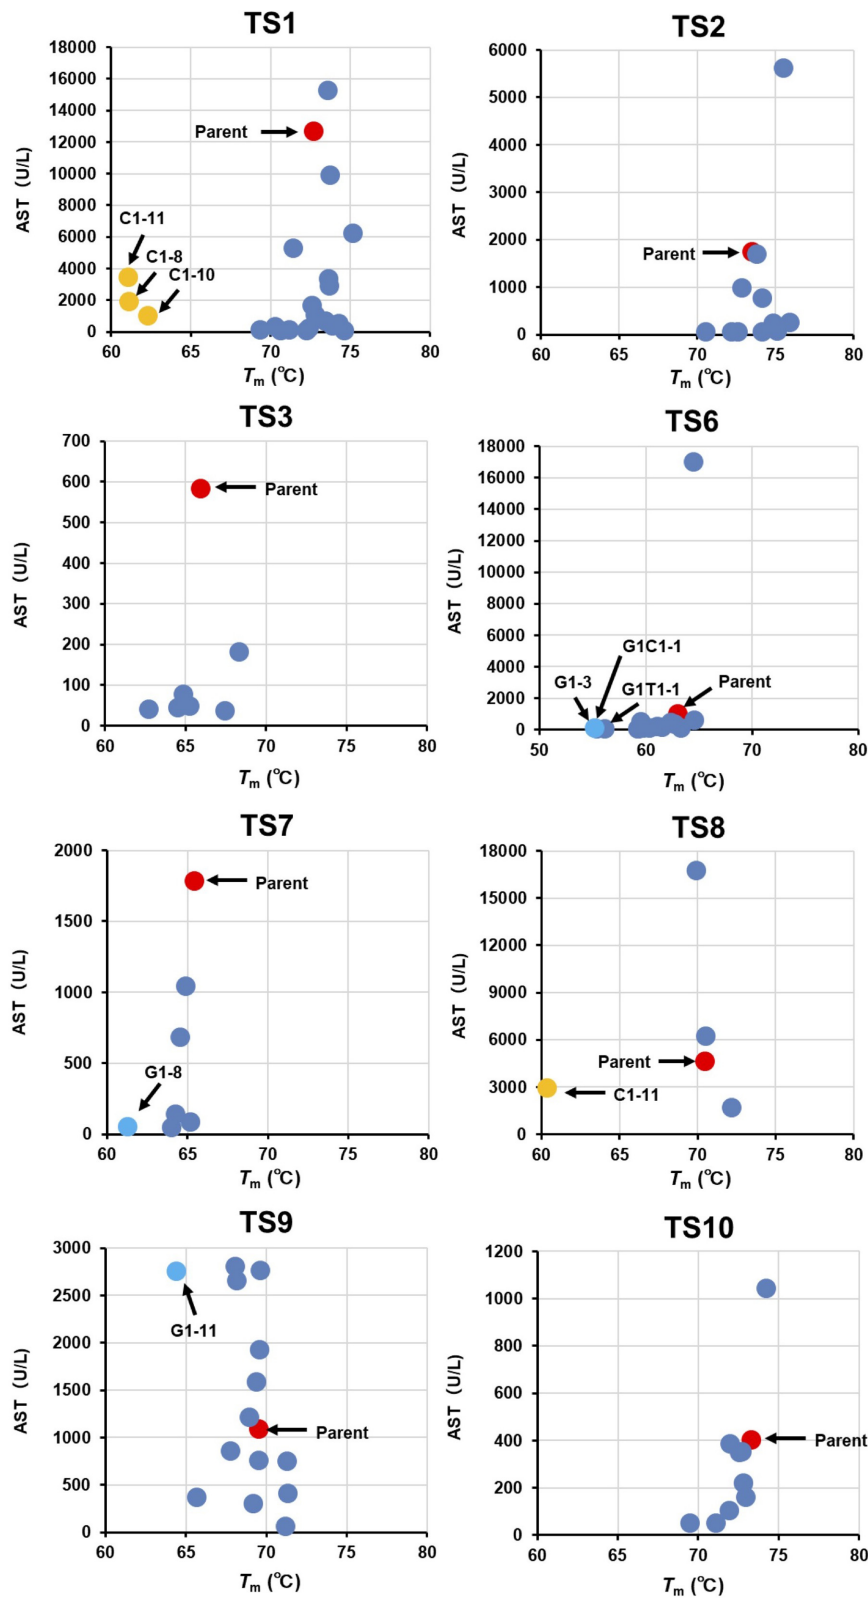 TS1
AST (U/L)
18000
16000
14000
12000
10000
8000
6000
4000
2000
0
Parent
C1-11
C1-8
C1-10
60
65
70
75
80
Tm (°C)
TS2
AST (U/L)
6000
5000
4000
3000
2000
1000
0
Parent
60
65
70
75
80
Tm (°C)
TS3
AST (U/L)
700
600
500
400
300
200
100
0
Parent
60
65
70
75
80
Tm (°C)
TS6
AST (U/L)
18000
16000
14000
12000
10000
8000
6000
4000
2000
0
G1C1-1
G1-3
G1T1-1
Parent
50
60
70
80
Tm (°C)
TS7
AST (U/L)
2000
1500
1000
500
0
Parent
G1-8
60
65
70
75
80
Tm (°C)
TS8
AST (U/L)
18000
15000
12000
9000
6000
3000
0
Parent
C1-11
60
65
70
75
80
Tm (°C)
TS9
AST (U/L)
3000
2500
2000
1500
1000
500
0
G1-11
Parent
60
65
70
75
80
Tm (°C)
TS10
AST (U/L)
1200
1000
800
600
400
200
0
Parent
60
65
70
75
80
Tm (°C)